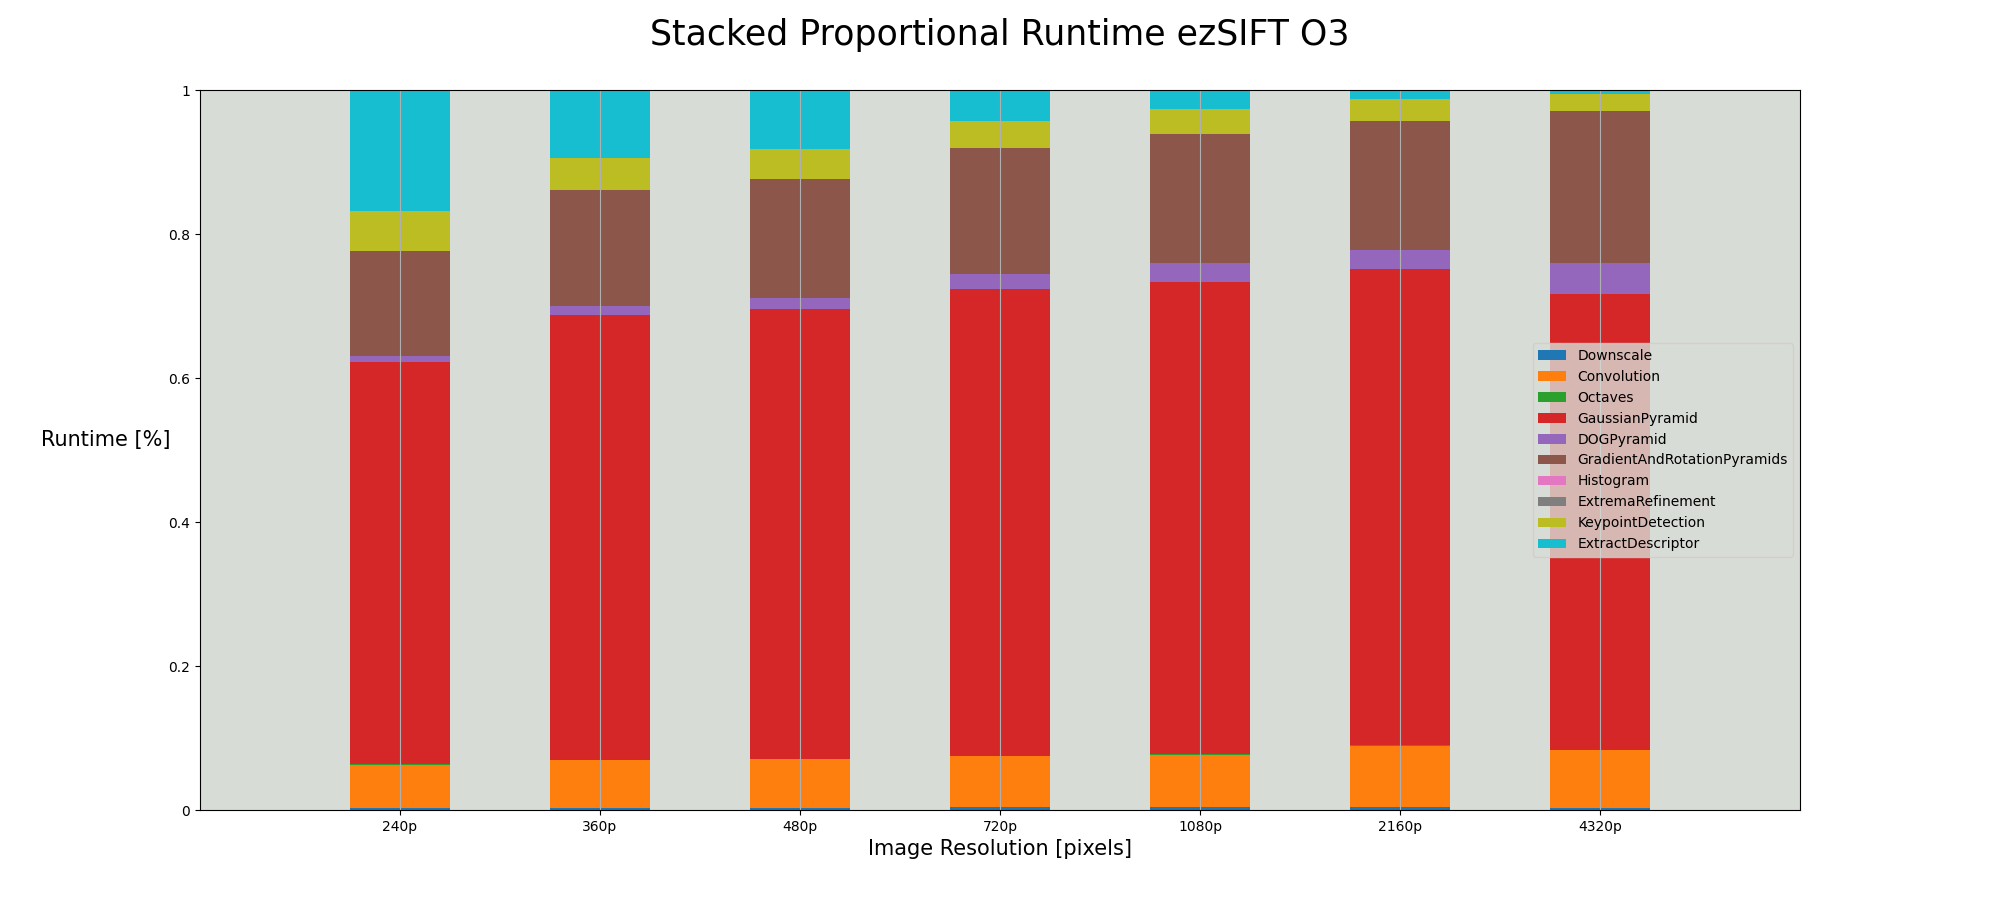 Stacked Proportional Runtime ezSIFT O3
1
0.8
0.6
0.4
0.2
0
Runtime [%]
Downscale
Convolution
Octaves
GaussianPyramid
DOGPyramid
GradientAndRotationPyramids
Histogram
ExtremaRefinement
KeypointDetection
ExtractDescriptor
240p 360p 480p 720p 1080p 2160p 4320p
Image Resolution [pixels]